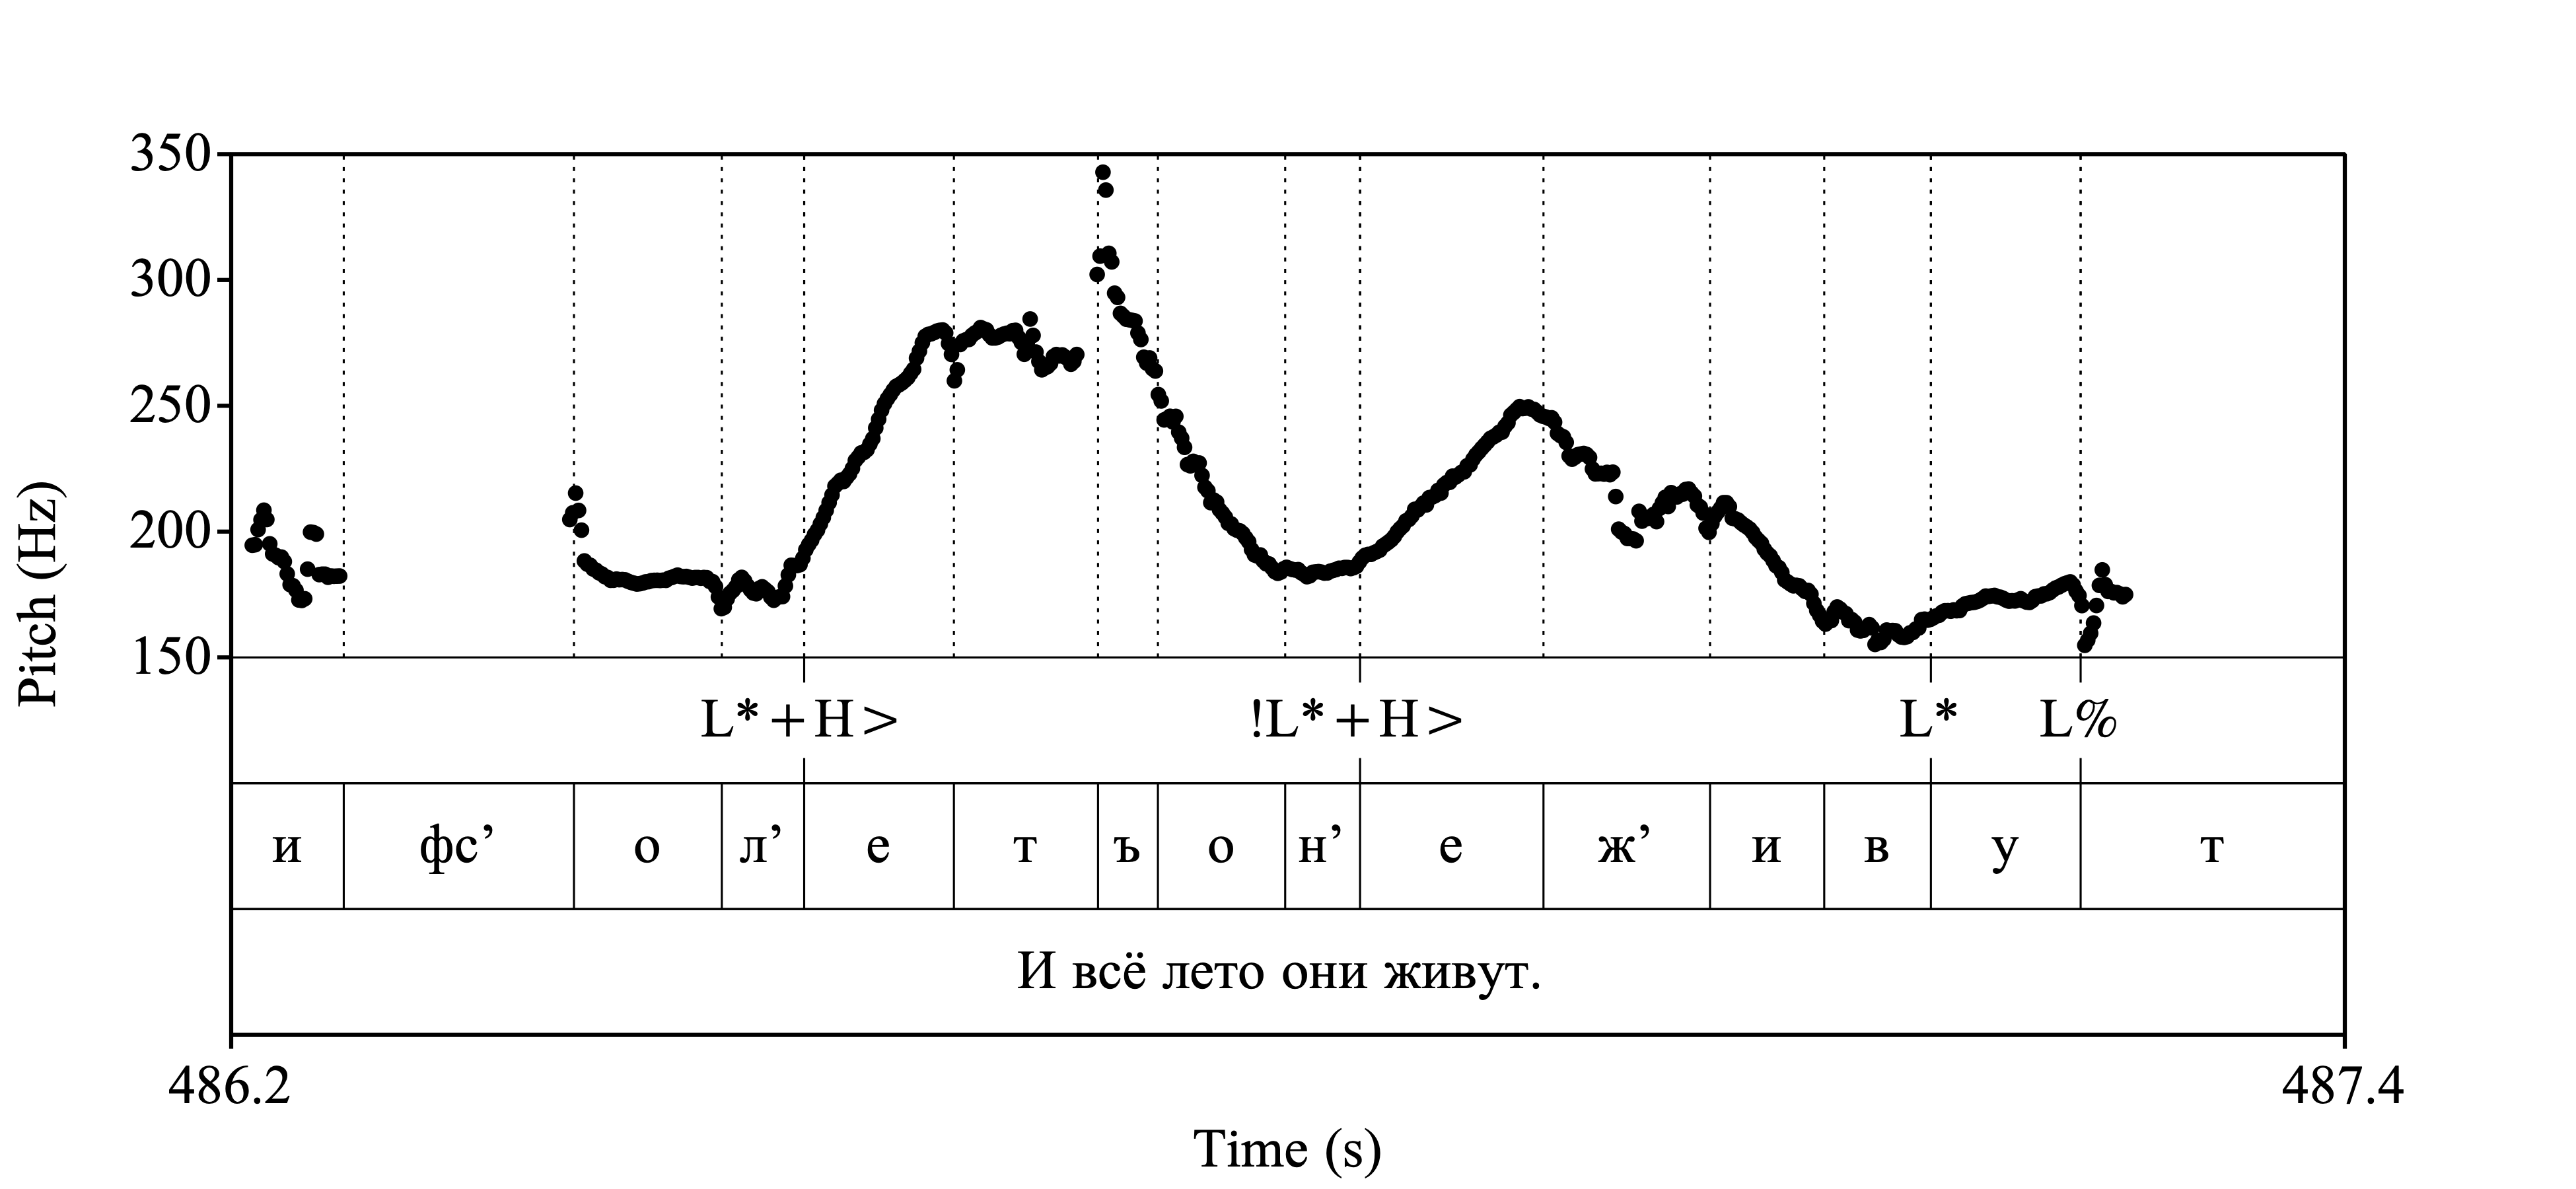 350
300
250
200
150
Pitch (Hz)
L*+H> !L*+H> L* L%
и фс’ о л’ е т ъ о н’ е ж’ и в у т
И всё лето они живут.
486.2 487.4
Time (s)